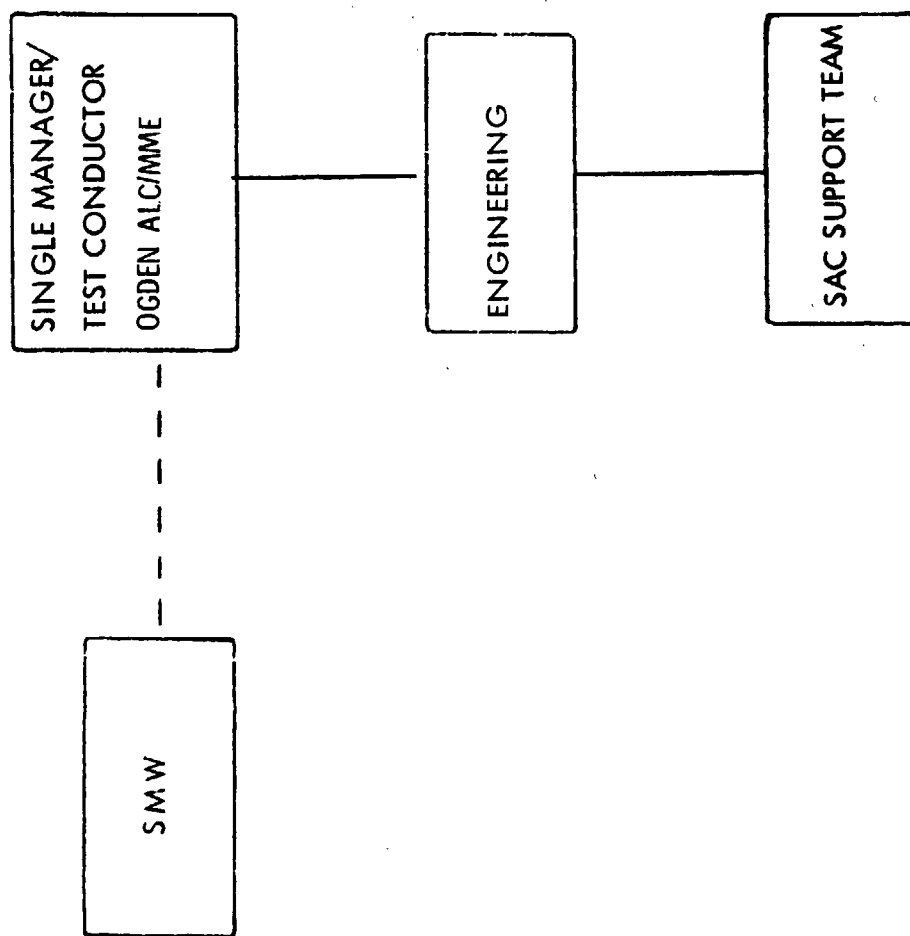 SMW
SINGLE MANAGER/
TEST CONDUCTOR
OGDEN ALC/MME
ENGINEERING
SAC SUPPORT TEAM